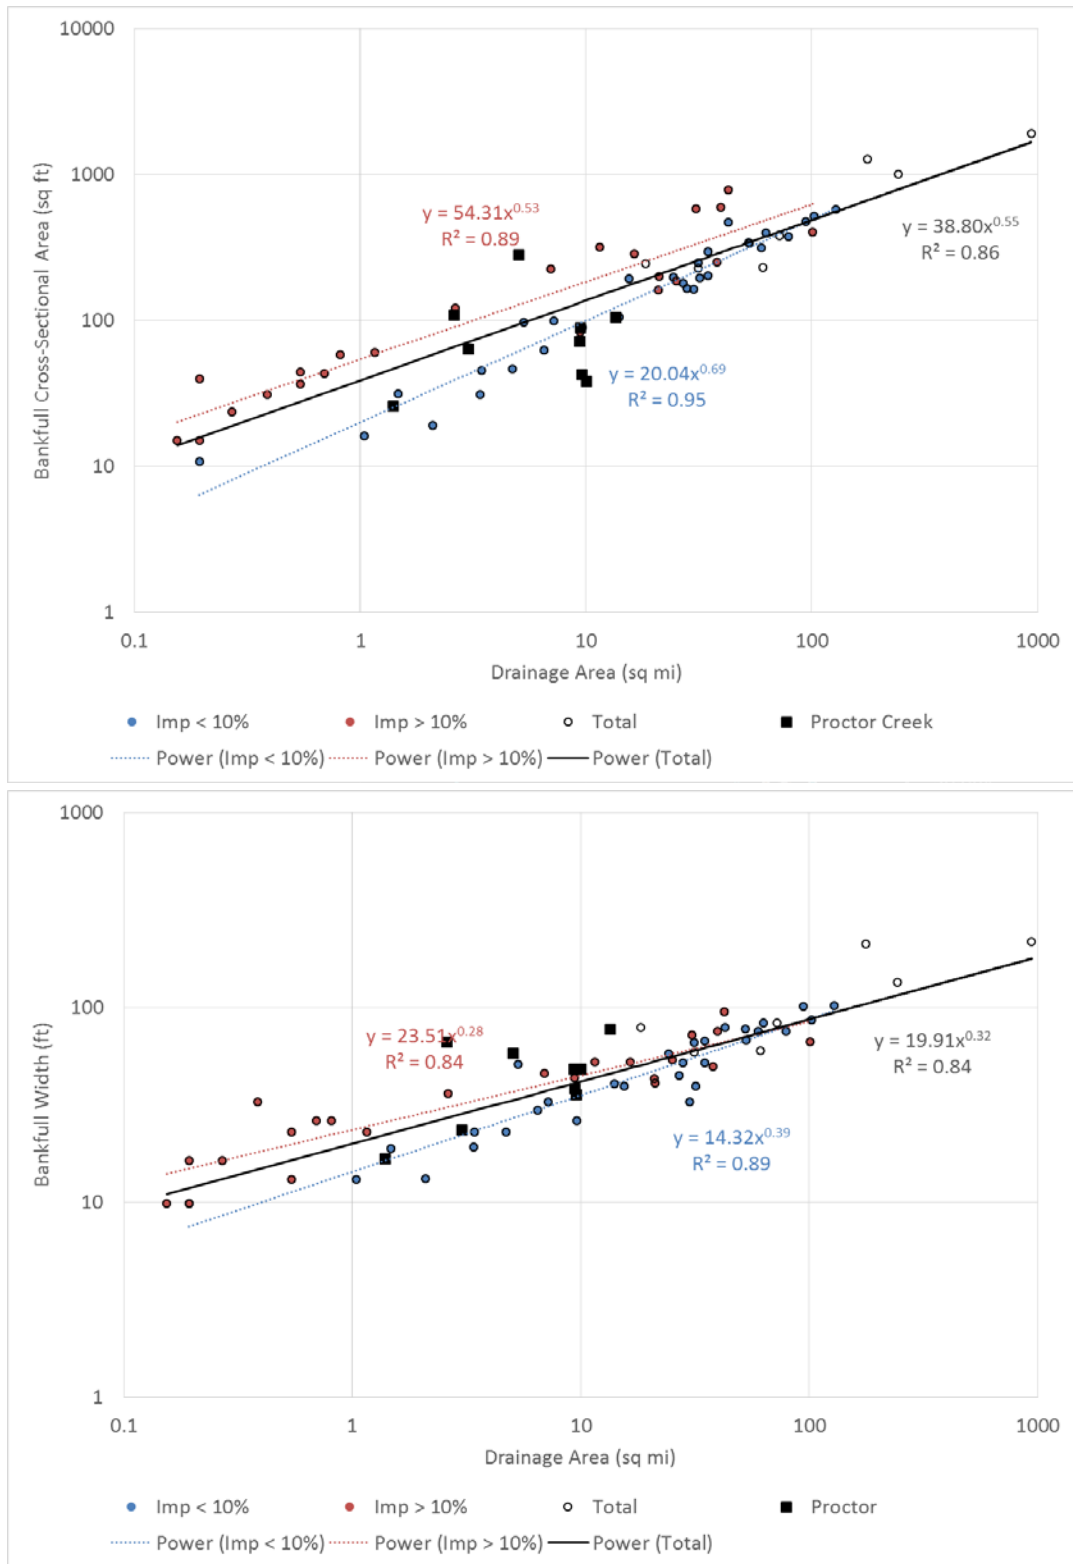 10000
1000
100
10
1
Bankfull Cross-Sectional Area (sq ft)
y = 54.31x^0.53
R² = 0.89
y = 38.80x^0.55
R² = 0.86
y = 20.04x^0.69
R² = 0.95
0.1 1 10 100 1000
Drainage Area (sq mi)
Imp < 10% Imp > 10% Total Proctor Creek
Power (Imp < 10%) Power (Imp > 10%) Power (Total)
1000
100
10
1
Bankfull Width (ft)
y = 23.51x^0.28
R² = 0.84
y = 19.91x^0.32
R² = 0.84
y = 14.32x^0.39
R² = 0.89
0.1 1 10 100 1000
Drainage Area (sq mi)
Imp < 10% Imp > 10% Total Proctor
Power (Imp < 10%) Power (Imp > 10%) Power (Total)